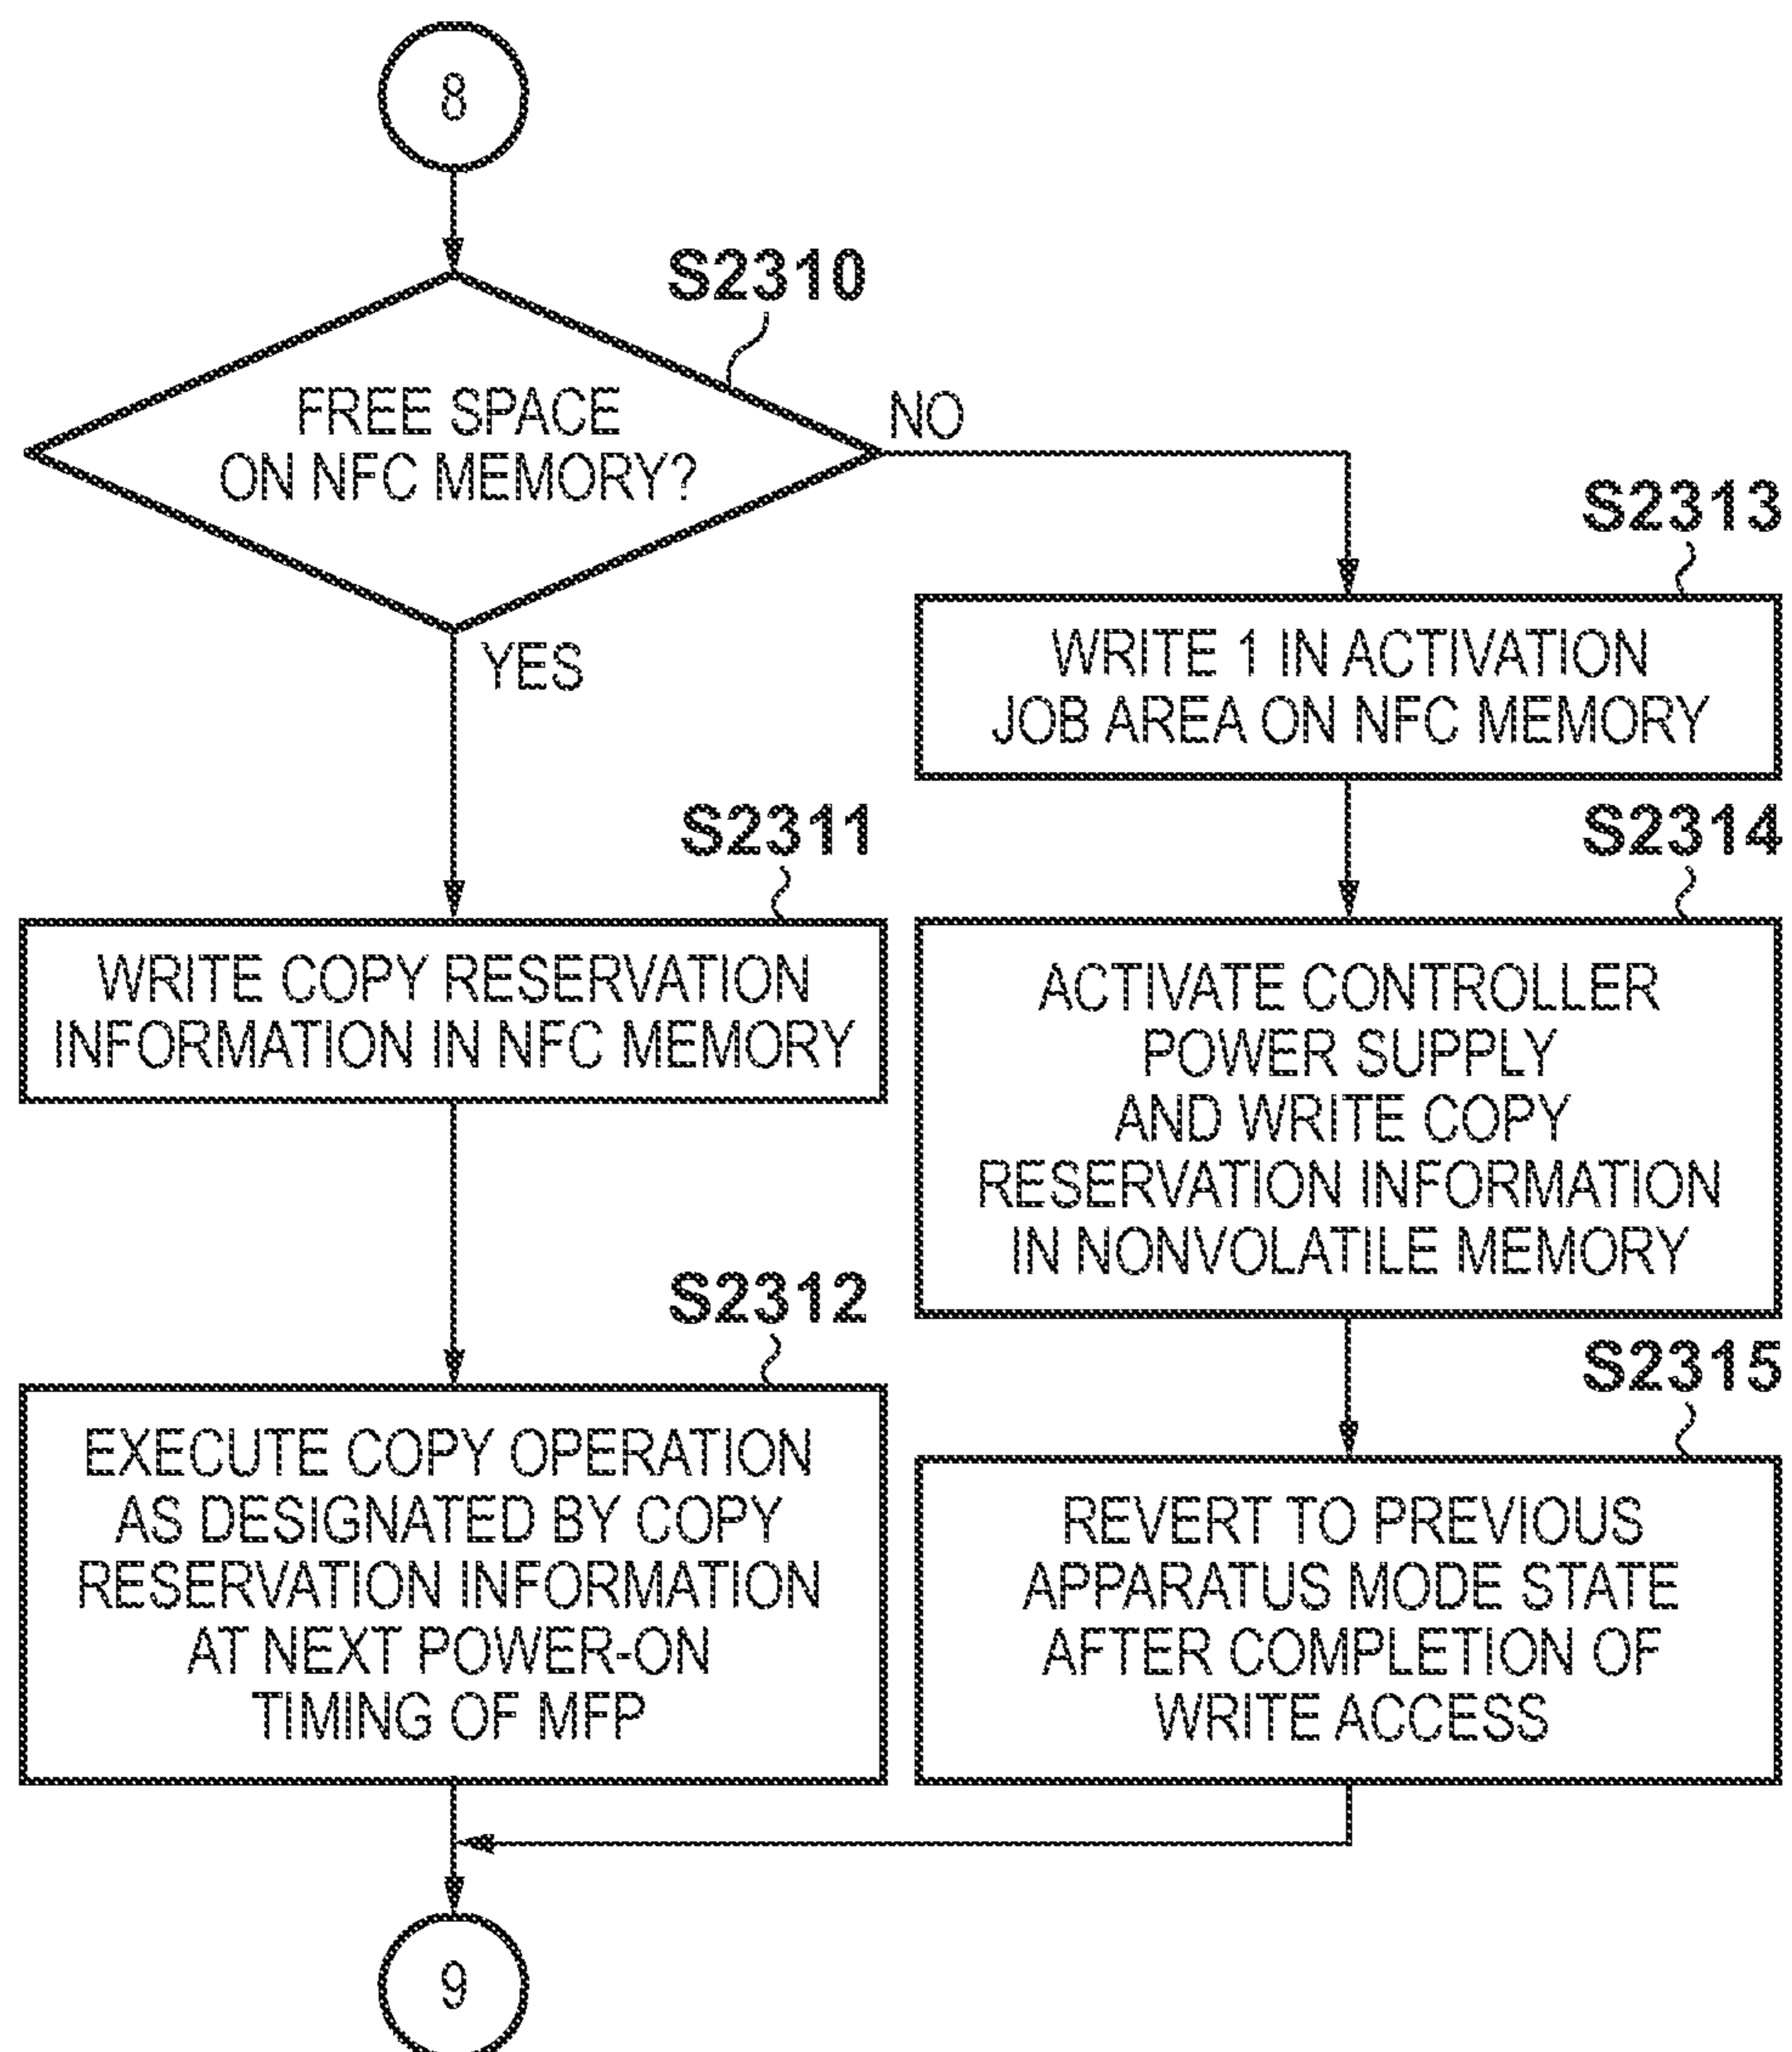 8
S2310
FREE SPACE
ON NFC MEMORY?
NO
YES
S2311
WRITE COPY RESERVATION
INFORMATION IN NFC MEMORY
S2312
EXECUTE COPY OPERATION
AS DESIGNATED BY COPY
RESERVATION INFORMATION
AT NEXT POWER-ON
TIMING OF MFP
S2313
WRITE 1 IN ACTIVATION
JOB AREA ON NFC MEMORY
S2314
ACTIVATE CONTROLLER
POWER SUPPLY
AND WRITE COPY
RESERVATION INFORMATION
IN NONVOLATILE MEMORY
S2315
REVERT TO PREVIOUS
APPARATUS MODE STATE
AFTER COMPLETION OF
WRITE ACCESS
9